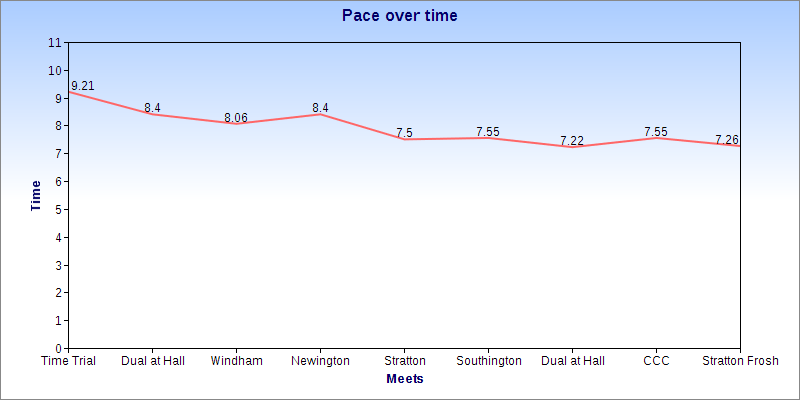 Pace over time
11
10
9
8
7
6
5
4
3
2
1
0
Time
9.21
8.4
8.06
8.4
7.5
7.55
7.22
7.55
7.26
Time Trial
Dual at Hall
Windham
Newington
Stratton
Southington
Dual at Hall
CCC
Stratton Frosh
Meets